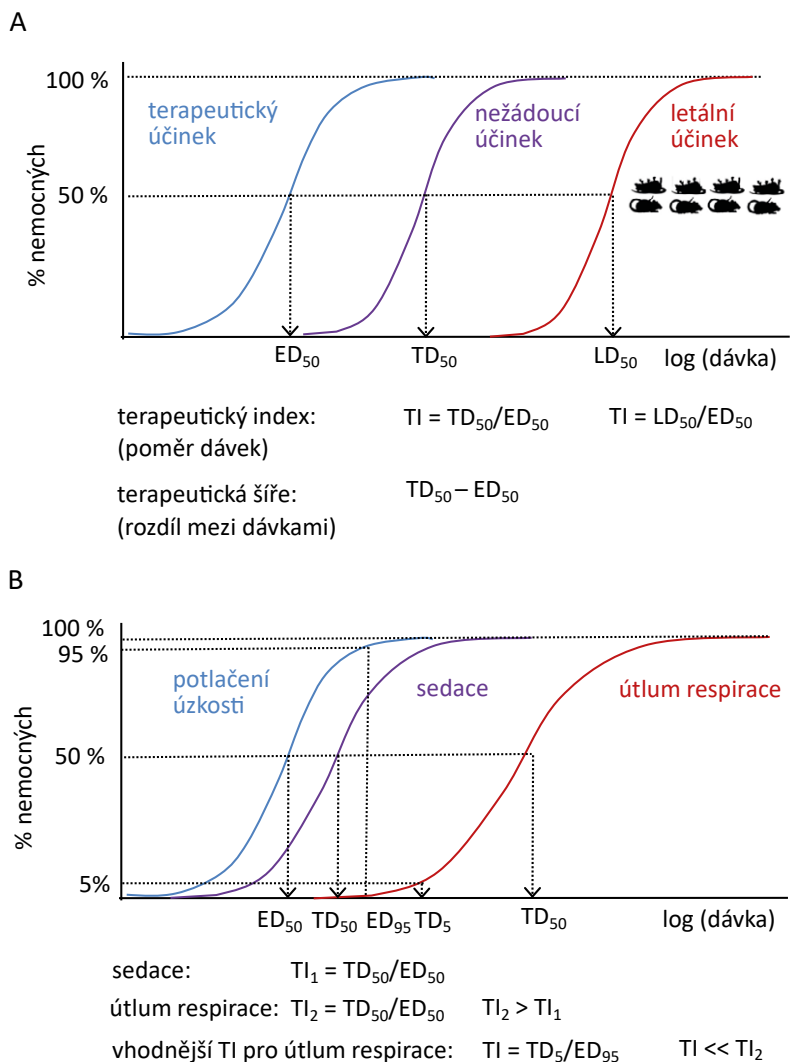 A
100 %
terapeutický
účinek
nežádoucí
účinek
letální
účinek
50 %
% nemocných
ED₅₀
TD₅₀
LD₅₀
log (dávka)
terapeutický index:
TI = TD₅₀/ED₅₀
TI = LD₅₀/ED₅₀
(poměr dávek)
terapeutická šíře:
TD₅₀ – ED₅₀
(rozdíl mezi dávkami)
B
100 %
95 %
potlačení
úzkosti
sedace
útlum respirace
50 %
% nemocných
5%
ED₅₀
TD₅₀
ED₉₅
TD₅
TD₅₀
log (dávka)
sedace:
TI₁ = TD₅₀/ED₅₀
útlum respirace:
TI₂ = TD₅₀/ED₅₀
TI₂ > TI₁
vhodnější TI pro útlum respirace:
TI = TD₅/ED₉₅
TI << TI₂